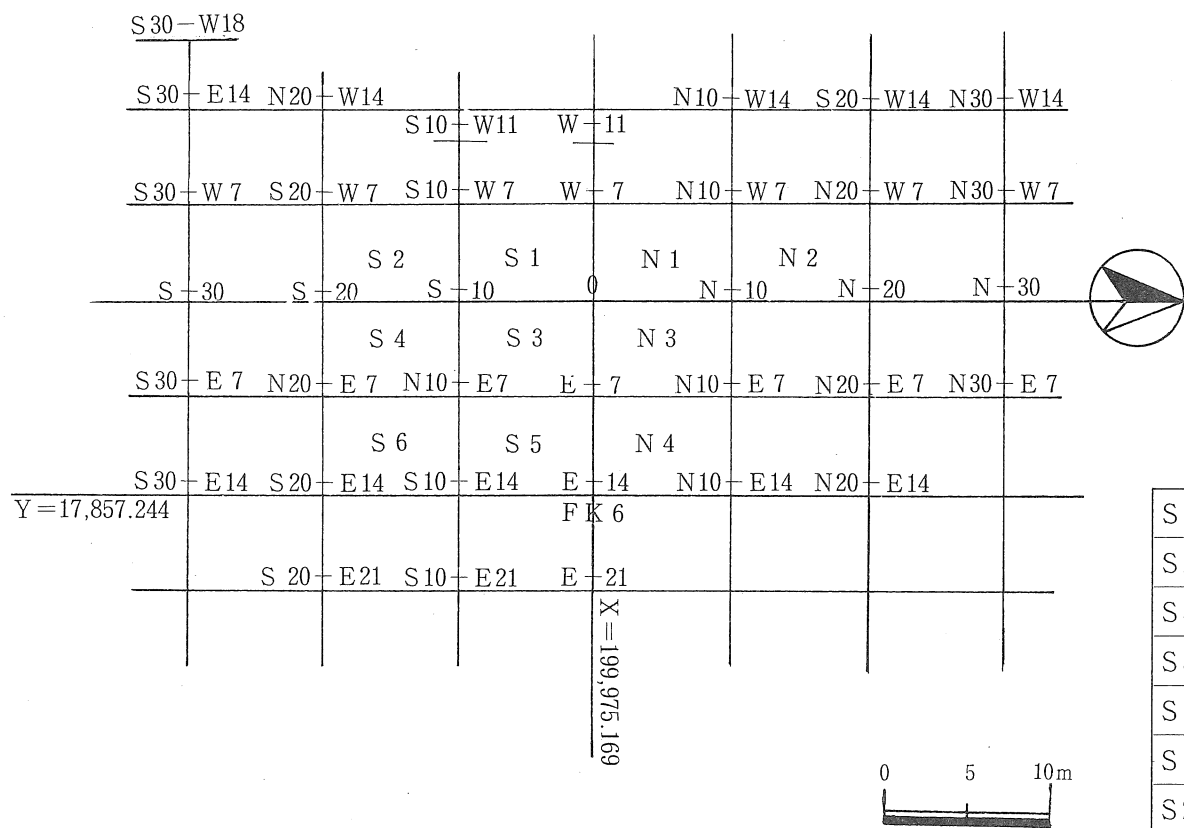 S30-W18
S30-E14 N20-W14 N10-W14 S20-W14 N30-W14
S10-W11 W-11
S30-W7 S20-W7 S10-W7 W-7 N10-W7 N20-W7 N30-W7
S2 S1 N1 N2
S-30 S-20 S-10 0 N-10 N-20 N-30
S4 S3 N3
S30-E7 N20-E7 N10-E7 E-7 N10-E7 N20-E7 N30-E7
S6 S5 N4
S30-E14 S20-E14 S10-E14 E-14 N10-E14 N20-E14
Y=17,857.244
FK6
S20-E21 S10-E21 E-21
X=199,975.169
0 5 10m
S
S
S
S
S
S